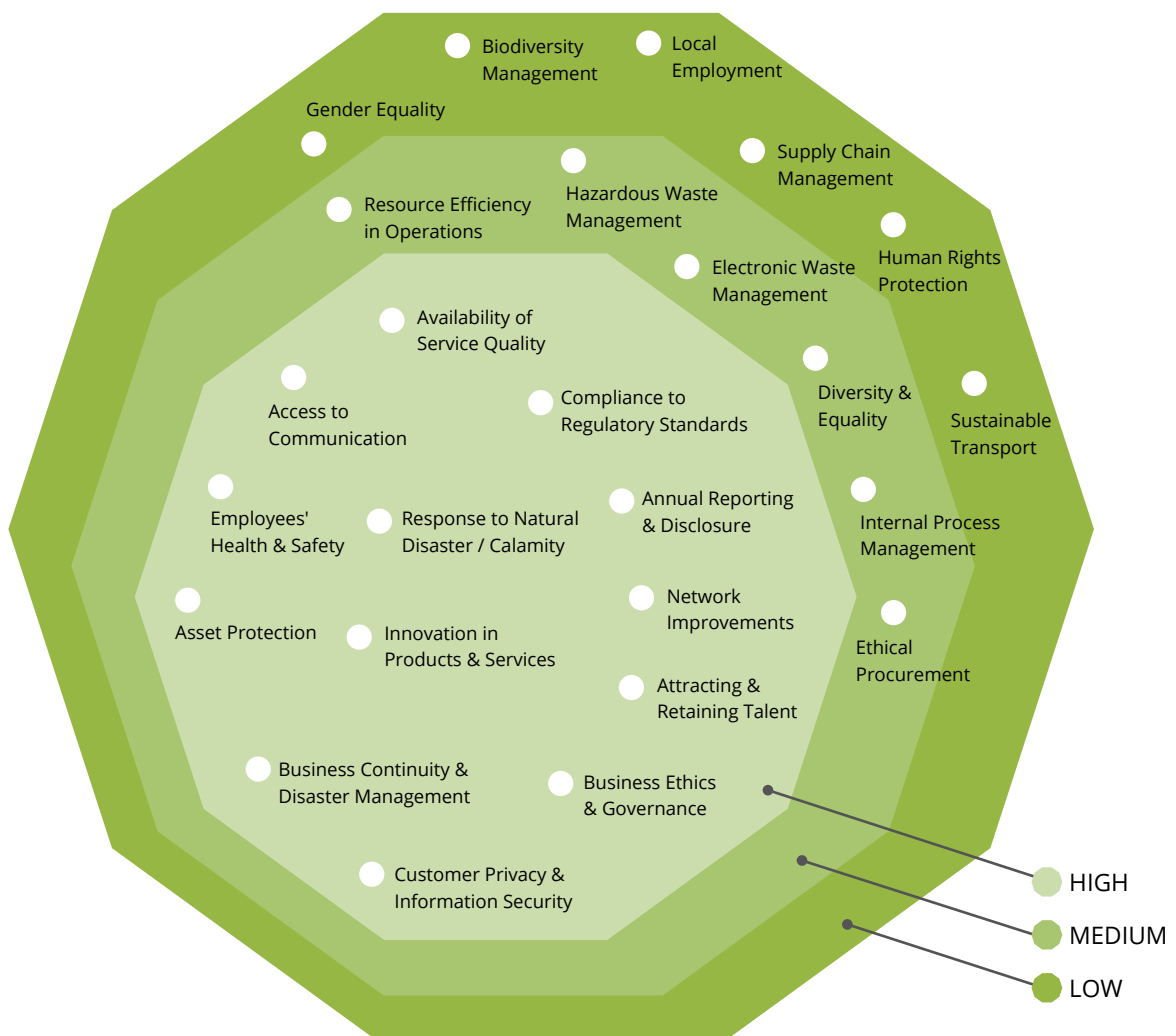 Biodiversity
Management
Local
Employment
Gender Equality
Supply Chain
Management
Hazardous Waste
Management
Resource Efficiency
in Operations
Human Rights
Protection
Electronic Waste
Management
Availability of
Service Quality
Diversity &
Equality
Access to
Communication
Compliance to
Regulatory Standards
Sustainable
Transport
Employees'
Health & Safety
Response to Natural
Disaster / Calamity
Annual Reporting
& Disclosure
Internal Process
Management
Asset Protection
Innovation in
Products & Services
Network
Improvements
Ethical
Procurement
Attracting &
Retaining Talent
Business Continuity &
Disaster Management
Business Ethics
& Governance
Customer Privacy &
Information Security
HIGH
MEDIUM
LOW